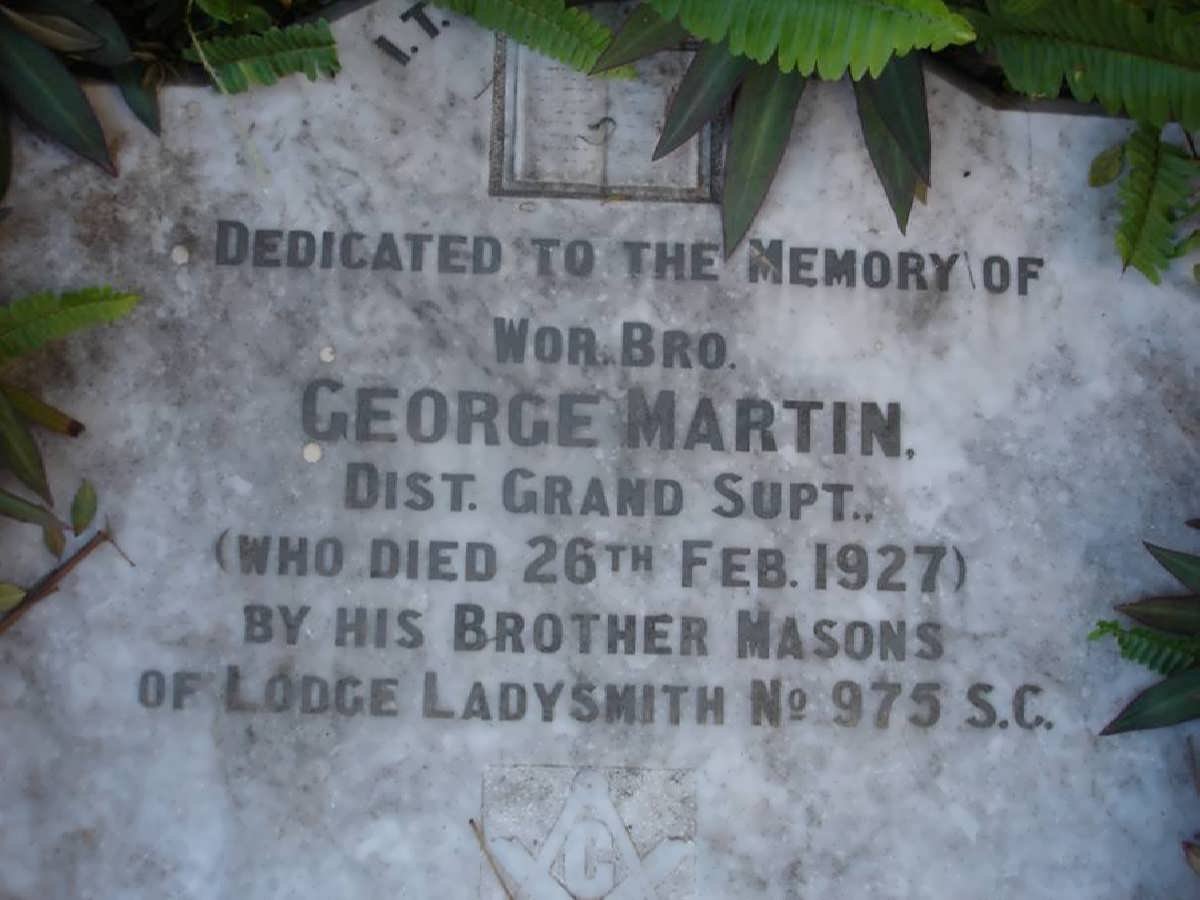 I.T.
DEDICATED TO THE MEMORY OF
WOR. BRO.
GEORGE MARTIN,
DIST. GRAND SUPT.,
(WHO DIED 26TH FEB. 1927)
BY HIS BROTHER MASONS
OF LODGE LADYSMITH Nº 975 S.C.
G